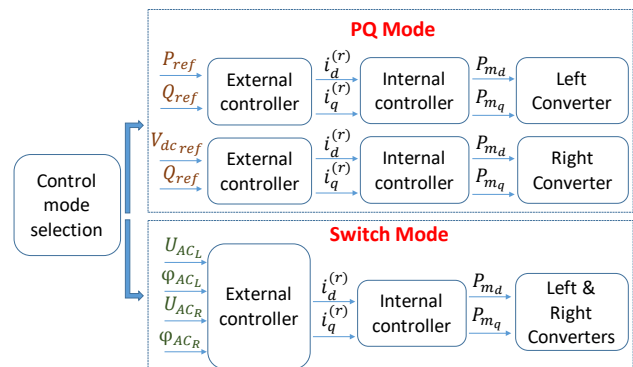 PQ Mode
P_ref
Q_ref
External
controller
i_d^(r)
i_q^(r)
Internal
controller
P_m_d
P_m_q
Left
Converter
V_dc_ref
Q_ref
External
controller
i_d^(r)
i_q^(r)
Internal
controller
P_m_d
P_m_q
Right
Converter
Control
mode
selection
Switch Mode
U_AC_L
φ_AC_L
U_AC_R
φ_AC_R
External
controller
i_d^(r)
i_q^(r)
Internal
controller
P_m_d
P_m_q
Left &
Right
Converters